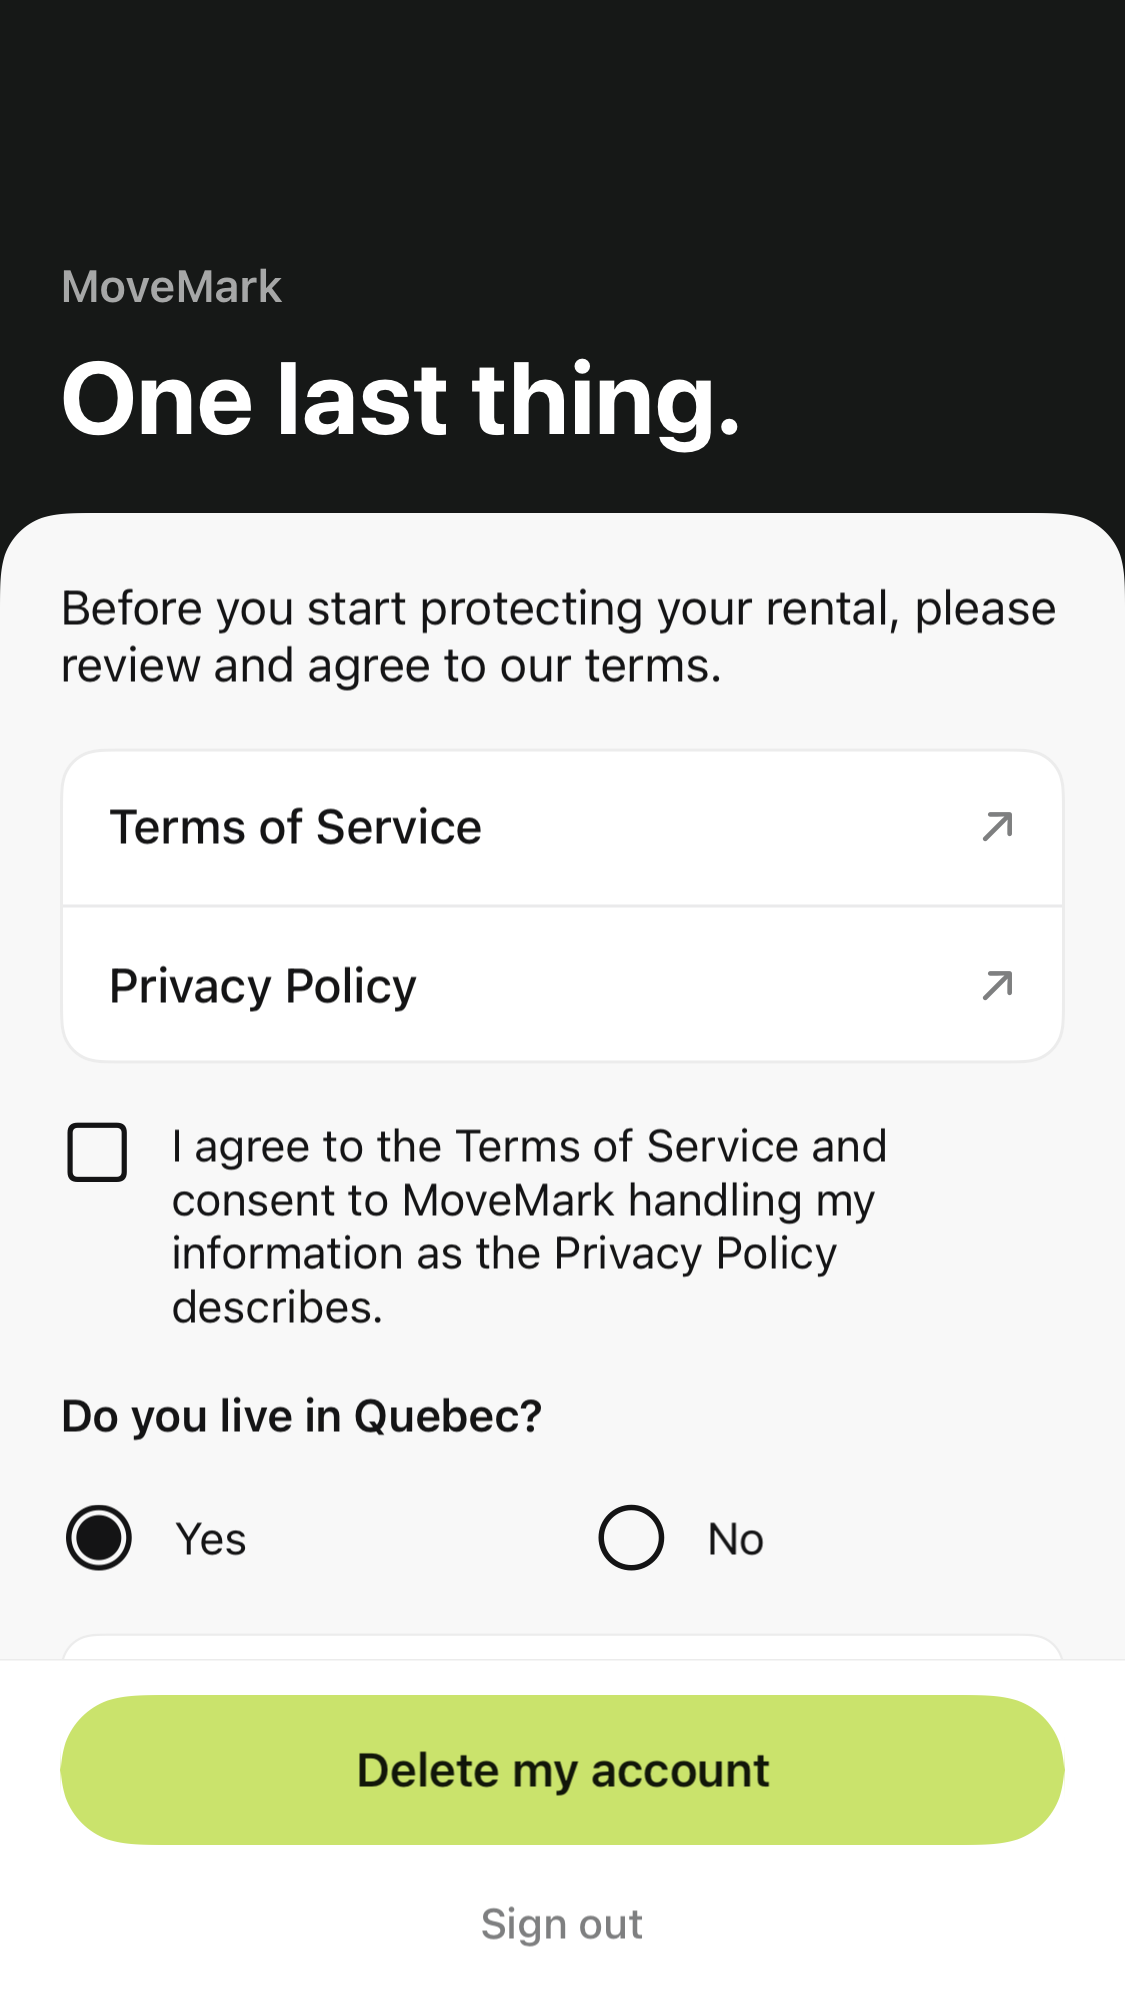 MoveMark
One last thing.
Before you start protecting your rental, please
review and agree to our terms.
Terms of Service
Privacy Policy
I agree to the Terms of Service and
consent to MoveMark handling my
information as the Privacy Policy
describes.
Do you live in Quebec?
Yes
No
Delete my account
Sign out